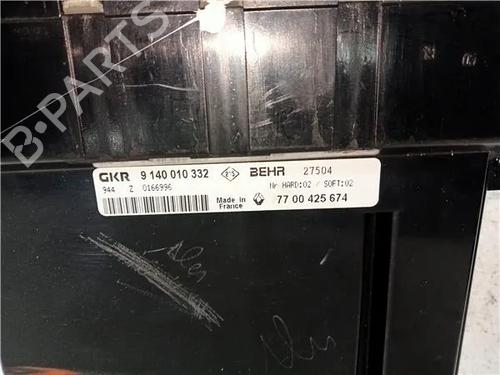 B-PARTS
GKR 9 140 010 332 BEHR 27504
944 Z 0166996 Nr HARD:02 / SOFT:02
Made in France 77 00 425 674